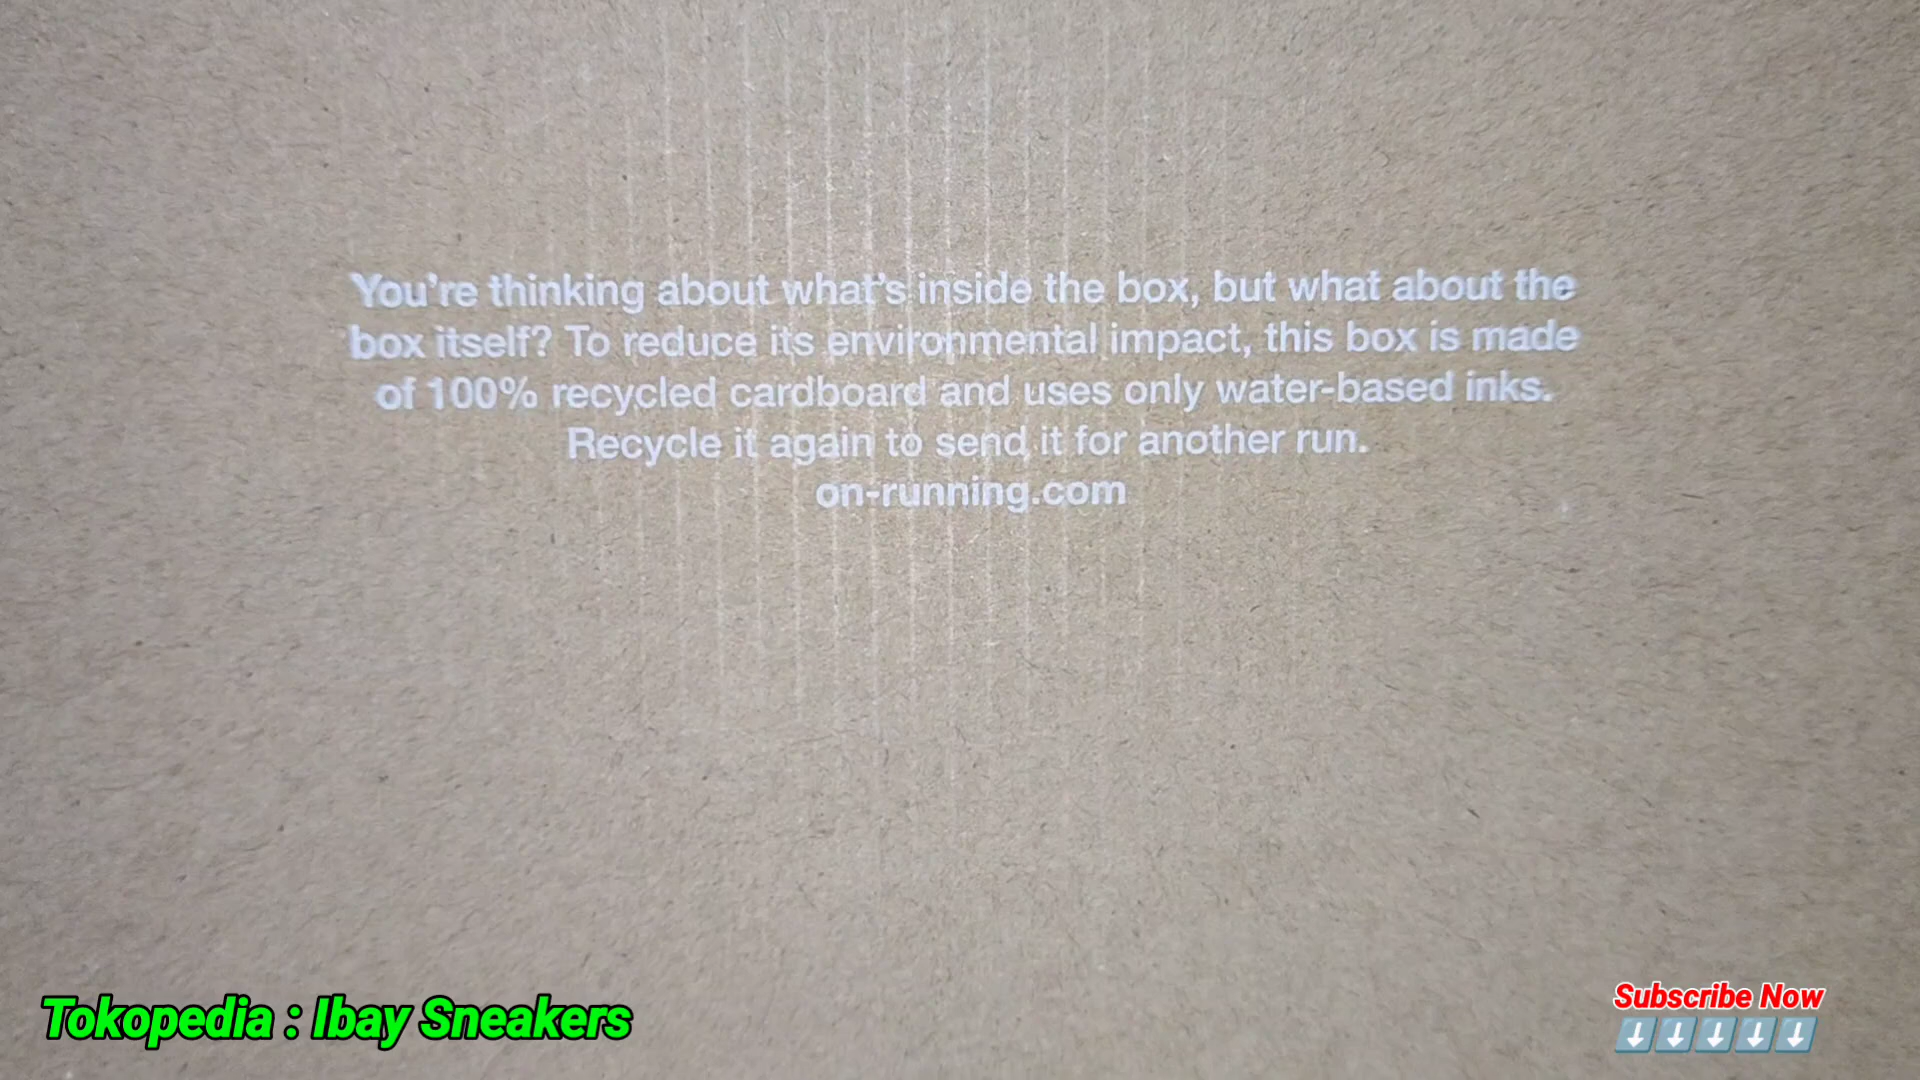 You're thinking about what's inside the box, but what about the
box itself? To reduce its environmental impact, this box is made
of 100% recycled cardboard and uses only water-based inks.
Recycle it again to send it for another run.
on-running.com
Tokopedia : Ibay Sneakers
Subscribe Now